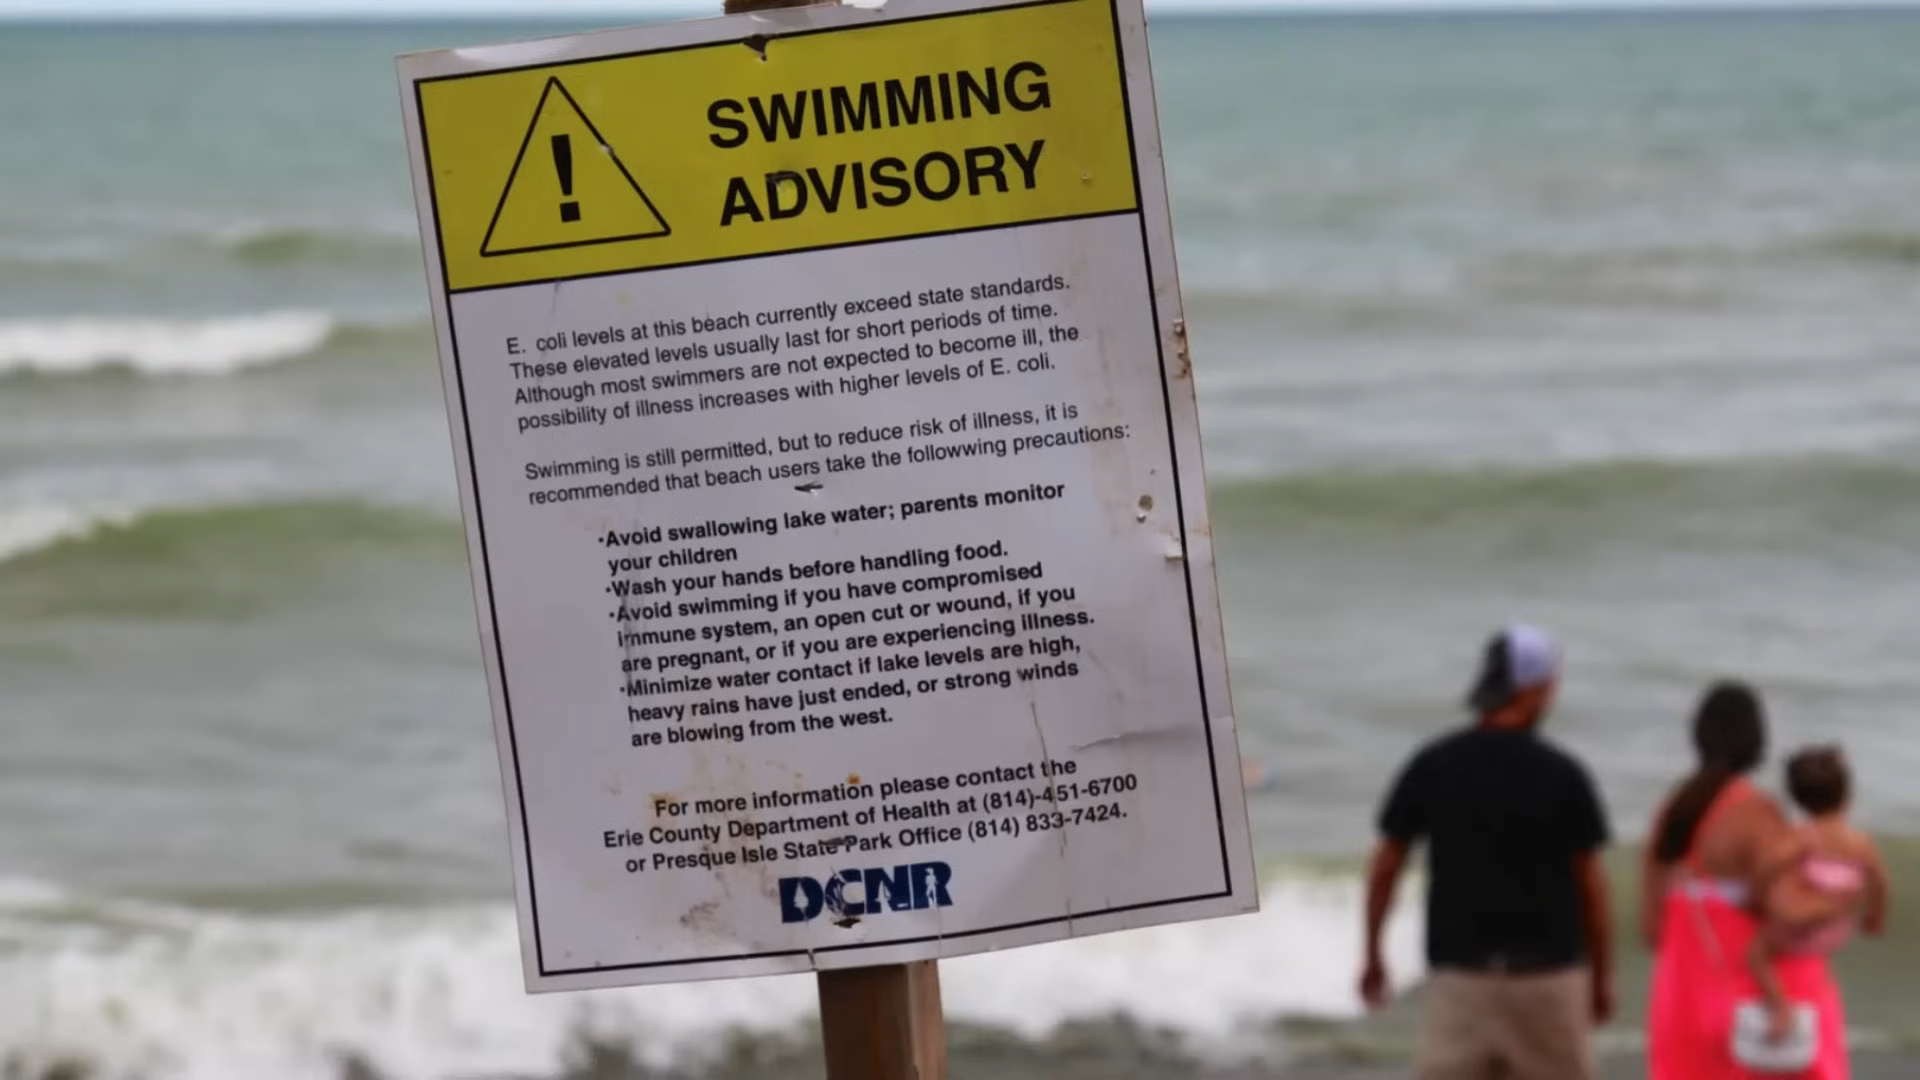 !
SWIMMING
ADVISORY
E. coli levels at this beach currently exceed state standards.
These elevated levels usually last for short periods of time.
Although most swimmers are not expected to become ill, the
possibility of illness increases with higher levels of E. coli.
Swimming is still permitted, but to reduce risk of illness, it is
recommended that beach users take the followwing precautions:
•Avoid swallowing lake water; parents monitor
your children
•Wash your hands before handling food.
•Avoid swimming if you have compromised
immune system, an open cut or wound, if you
are pregnant, or if you are experiencing illness.
•Minimize water contact if lake levels are high,
heavy rains have just ended, or strong winds
are blowing from the west.
For more information please contact the
Erie County Department of Health at (814)-451-6700
or Presque Isle State Park Office (814) 833-7424.
DCNR